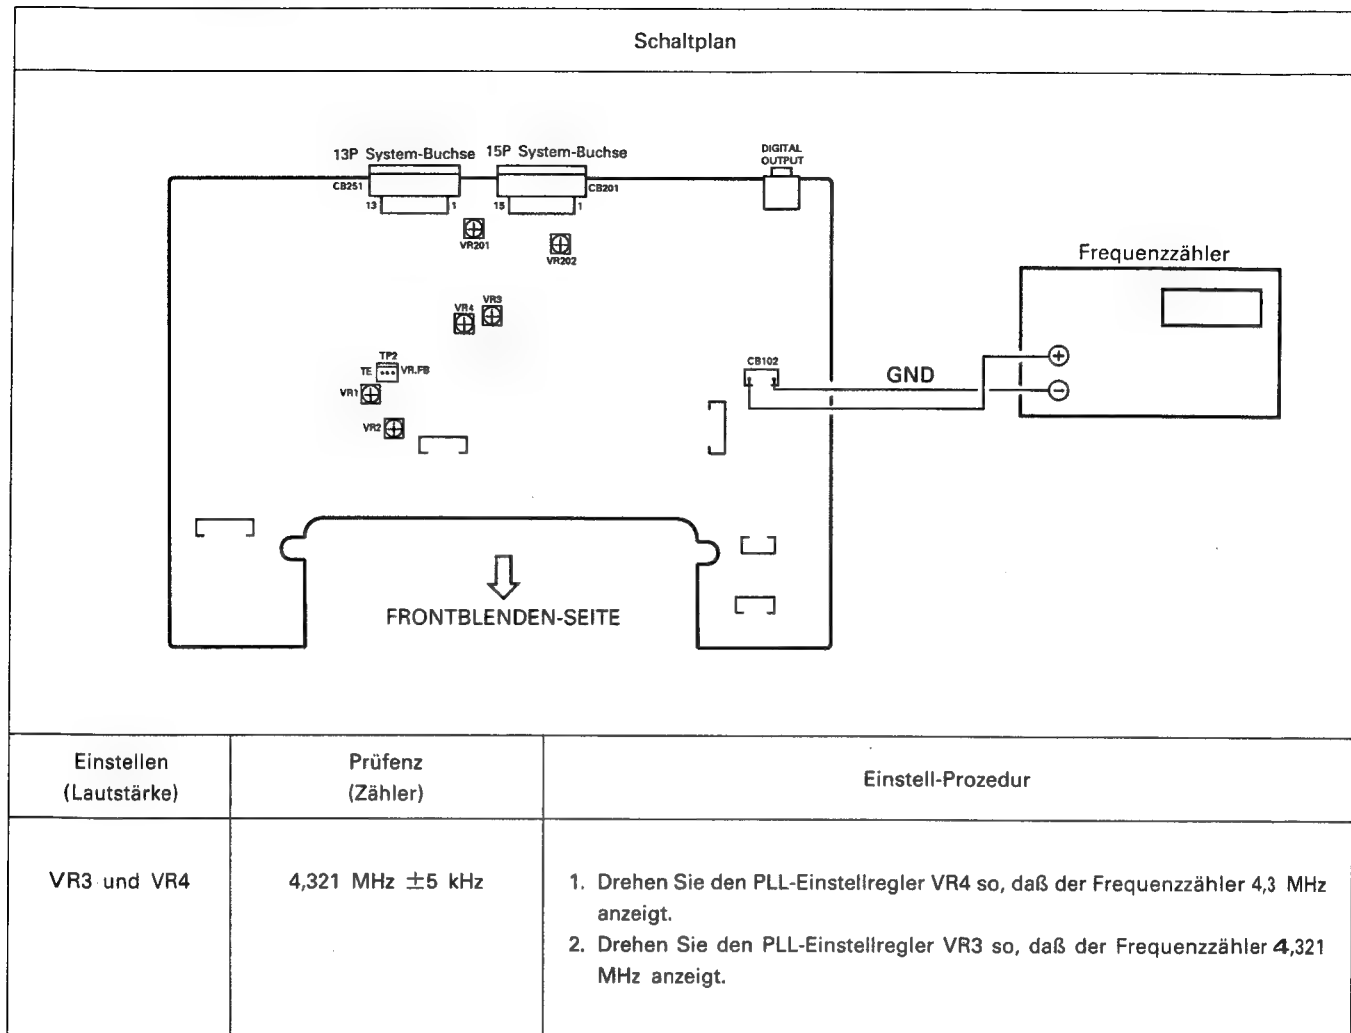 Schaltplan
13P System-Buchse
15P System-Buchse
DIGITAL
OUTPUT
CB251
CB201
13
1
15
1
VR201
VR202
Frequenzzähler
VR4
VR3
TP2
TE
VR.FB
VR1
VR2
CB102
GND
FRONTBLENDEN-SEITE
Einstellen
(Lautstärke)
Prüfenz
(Zähler)
Einstell-Prozedur
VR3 und VR4
4,321 MHz ±5 kHz
1. Drehen Sie den PLL-Einstellregler VR4 so, daß der Frequenzzähler 4,3 MHz
anzeigt.
2. Drehen Sie den PLL-Einstellregler VR3 so, daß der Frequenzzähler 4,321
MHz anzeigt.